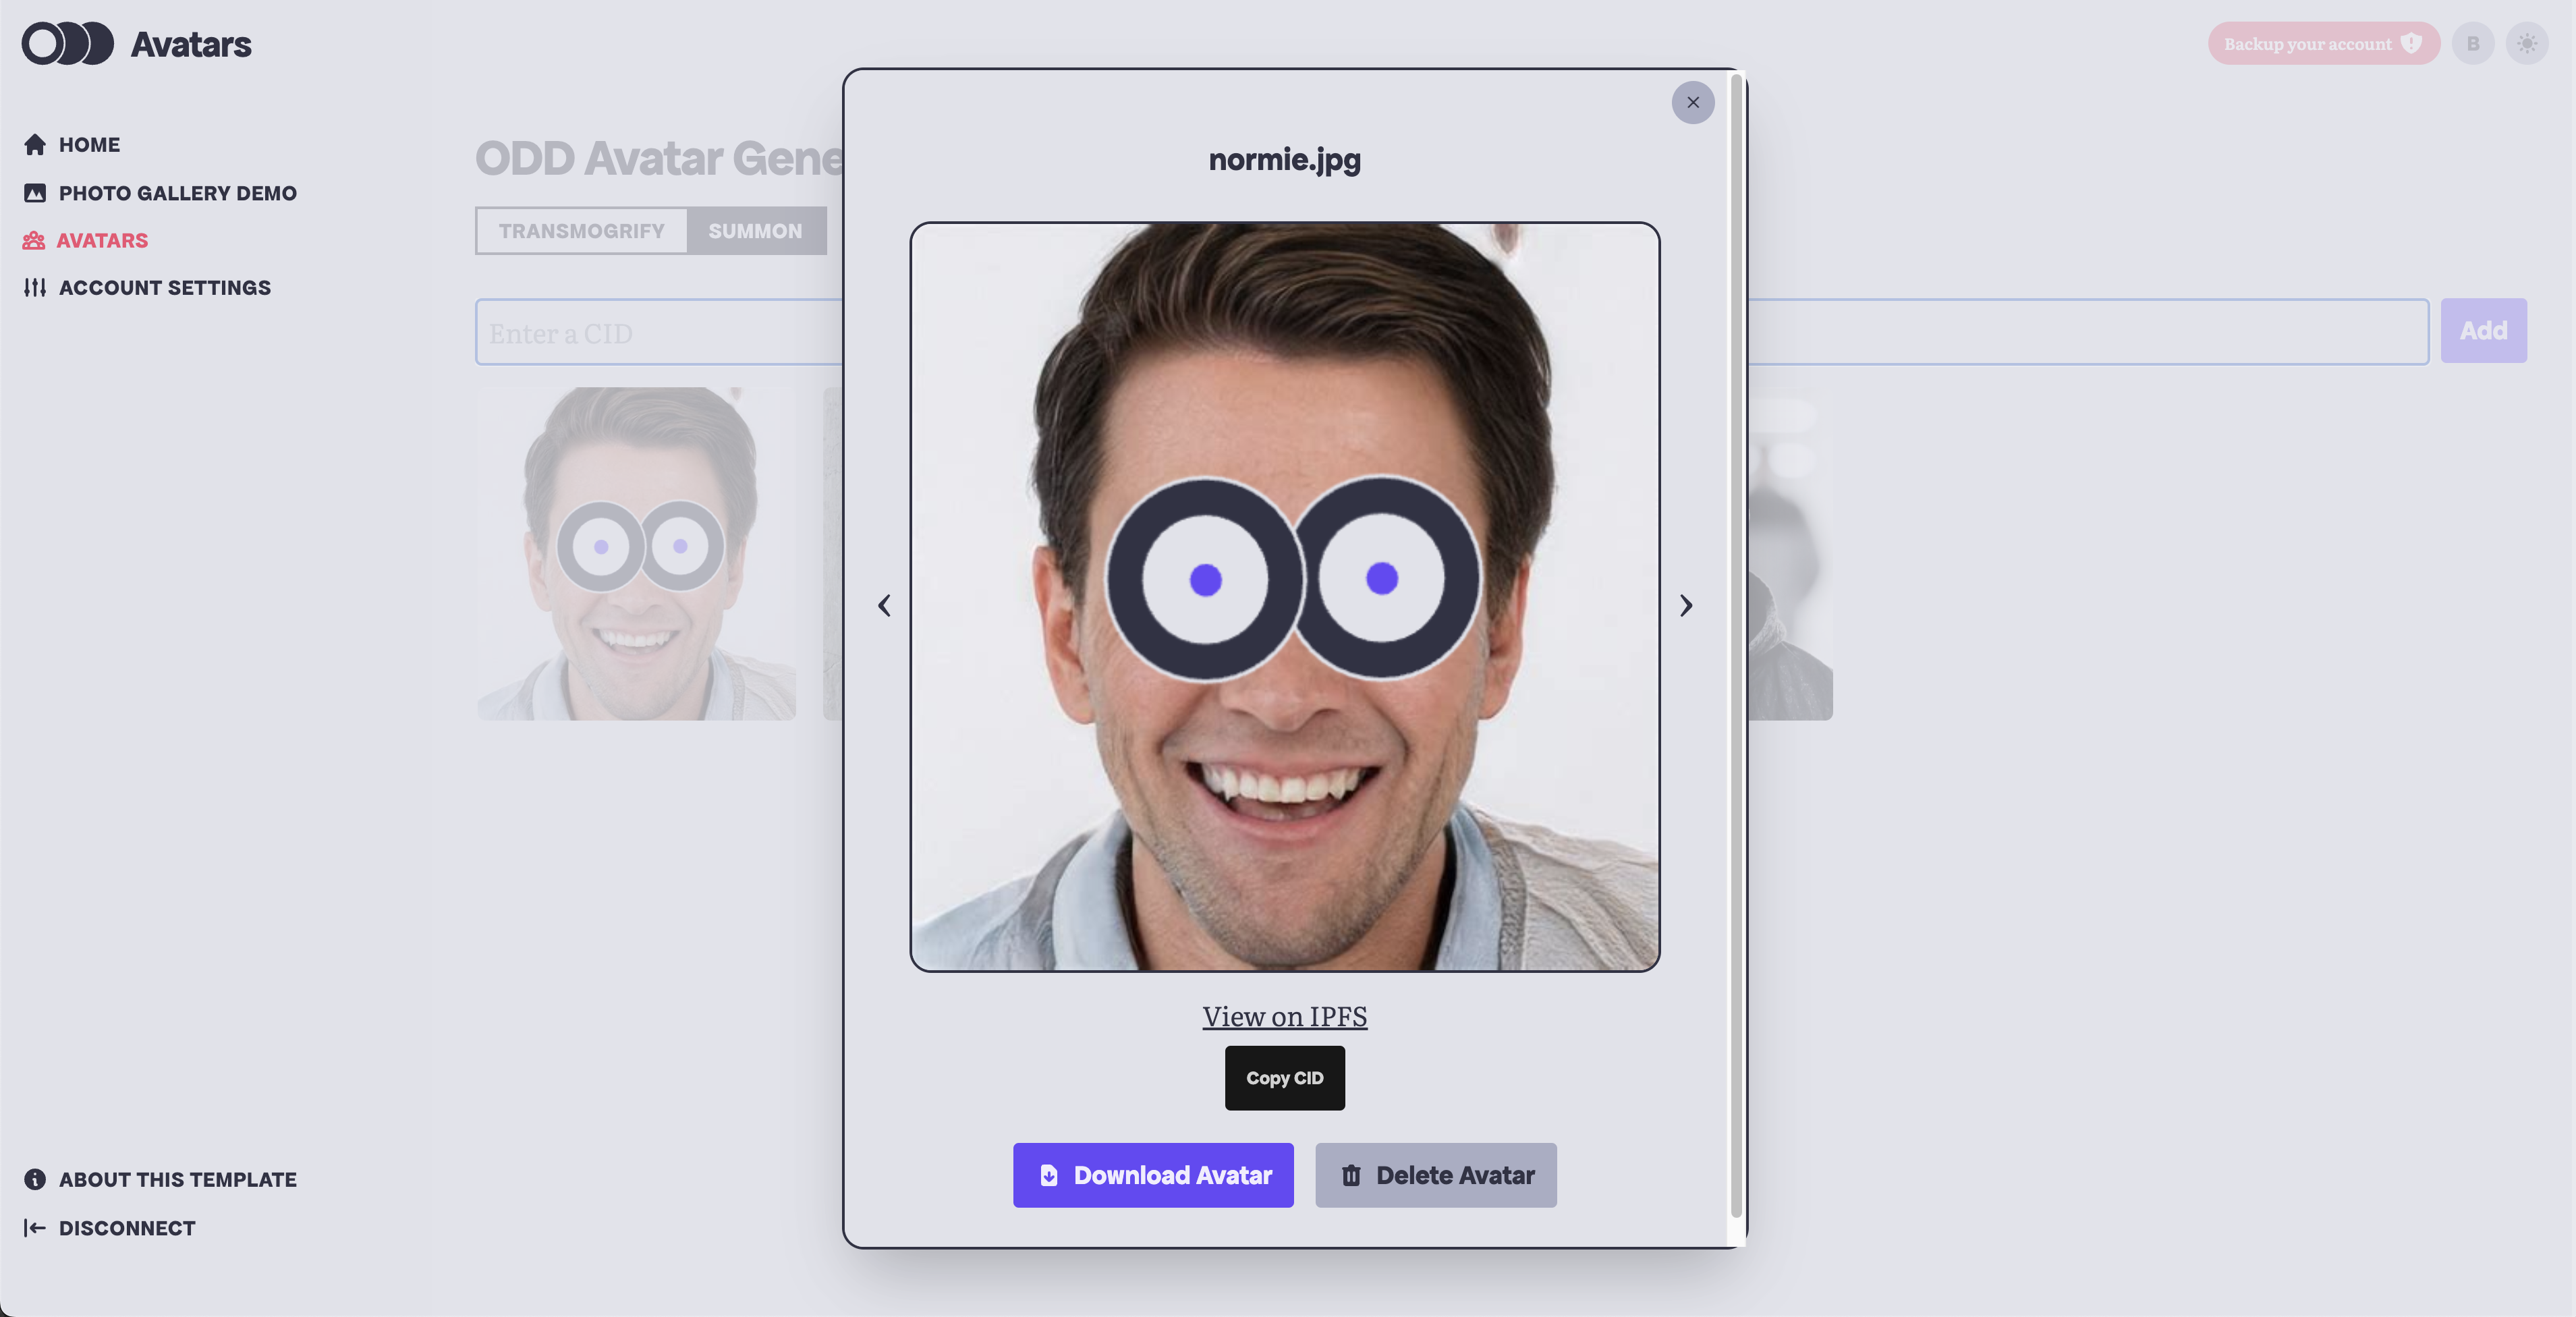 Avatars
Backup your account
B
HOME
PHOTO GALLERY DEMO
AVATARS
ACCOUNT SETTINGS
ODD Avatar Gene
TRANSMOGRIFY
SUMMON
Enter a CID
Add
normie.jpg
View on IPFS
Copy CID
Download Avatar
Delete Avatar
ABOUT THIS TEMPLATE
DISCONNECT